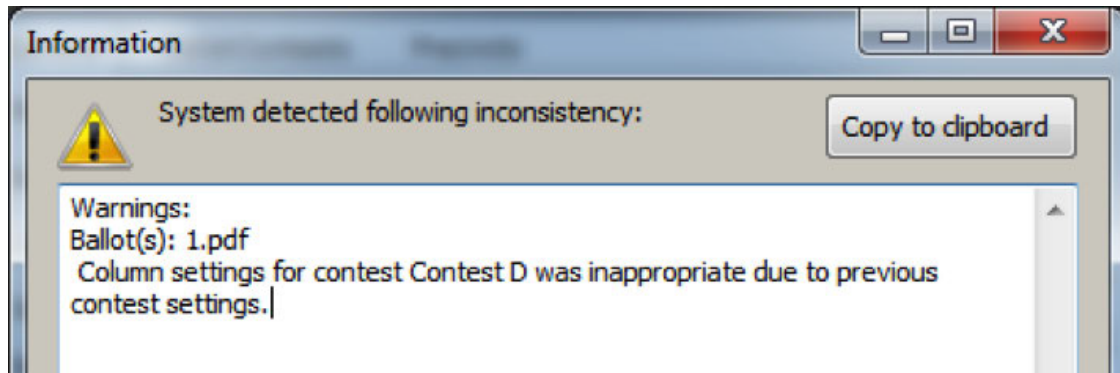 Information
System detected following inconsistency:
Copy to clipboard
Warnings:
Ballot(s): 1.pdf
Column settings for contest Contest D was inappropriate due to previous
contest settings.